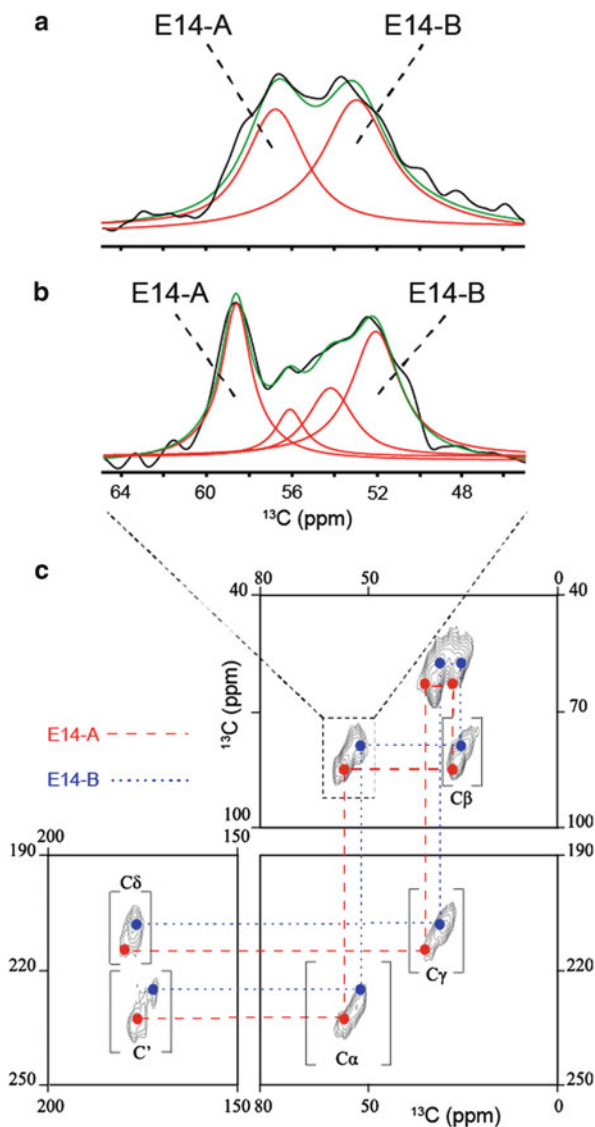 a
E14-A E14-B
b
E14-A E14-B
64 60 56 52 48
¹³C (ppm)
c
80 50 0
40 40
¹³C (ppm)
70 70
E14-A
E14-B
Cβ
100 100
200 150
190 190
Cδ
Cγ
220 220
C' Cα
250 250
200 150 80 50 0
¹³C (ppm)